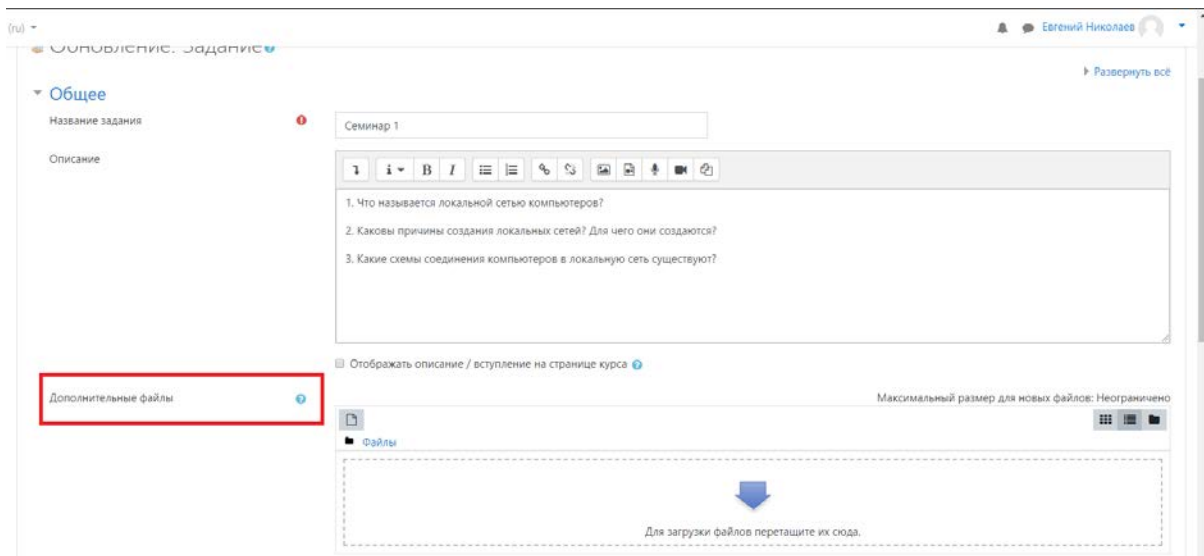 (ru)
Евгений Николаев
Обновление: Задание
Развернуть всё
Общее
Название задания
Семинар 1
Описание
B I
1. Что называется локальной сетью компьютеров?
2. Каковы причины создания локальных сетей? Для чего они создаются?
3. Какие схемы соединения компьютеров в локальную сеть существуют?
Отображать описание / вступление на странице курса
Дополнительные файлы
Максимальный размер для новых файлов: Неограничено
Файлы
Для загрузки файлов перетащите их сюда.